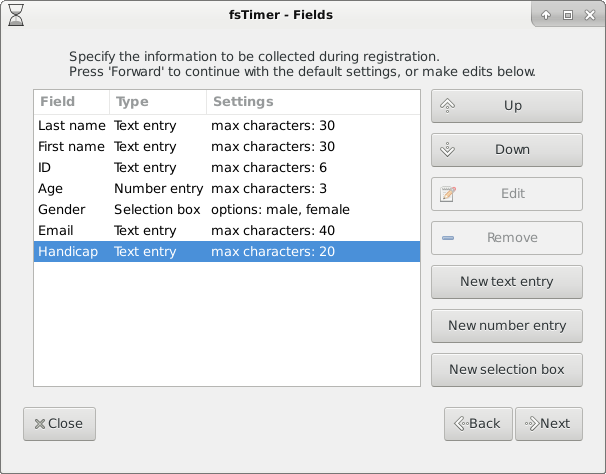 fsTimer - Fields
Specify the information to be collected during registration.
Press 'Forward' to continue with the default settings, or make edits below.
Field Type Settings
Last name Text entry max characters: 30
First name Text entry max characters: 30
ID Text entry max characters: 6
Age Number entry max characters: 3
Gender Selection box options: male, female
Email Text entry max characters: 40
Handicap Text entry max characters: 20
Up
Down
Edit
Remove
New text entry
New number entry
New selection box
Close Back Next